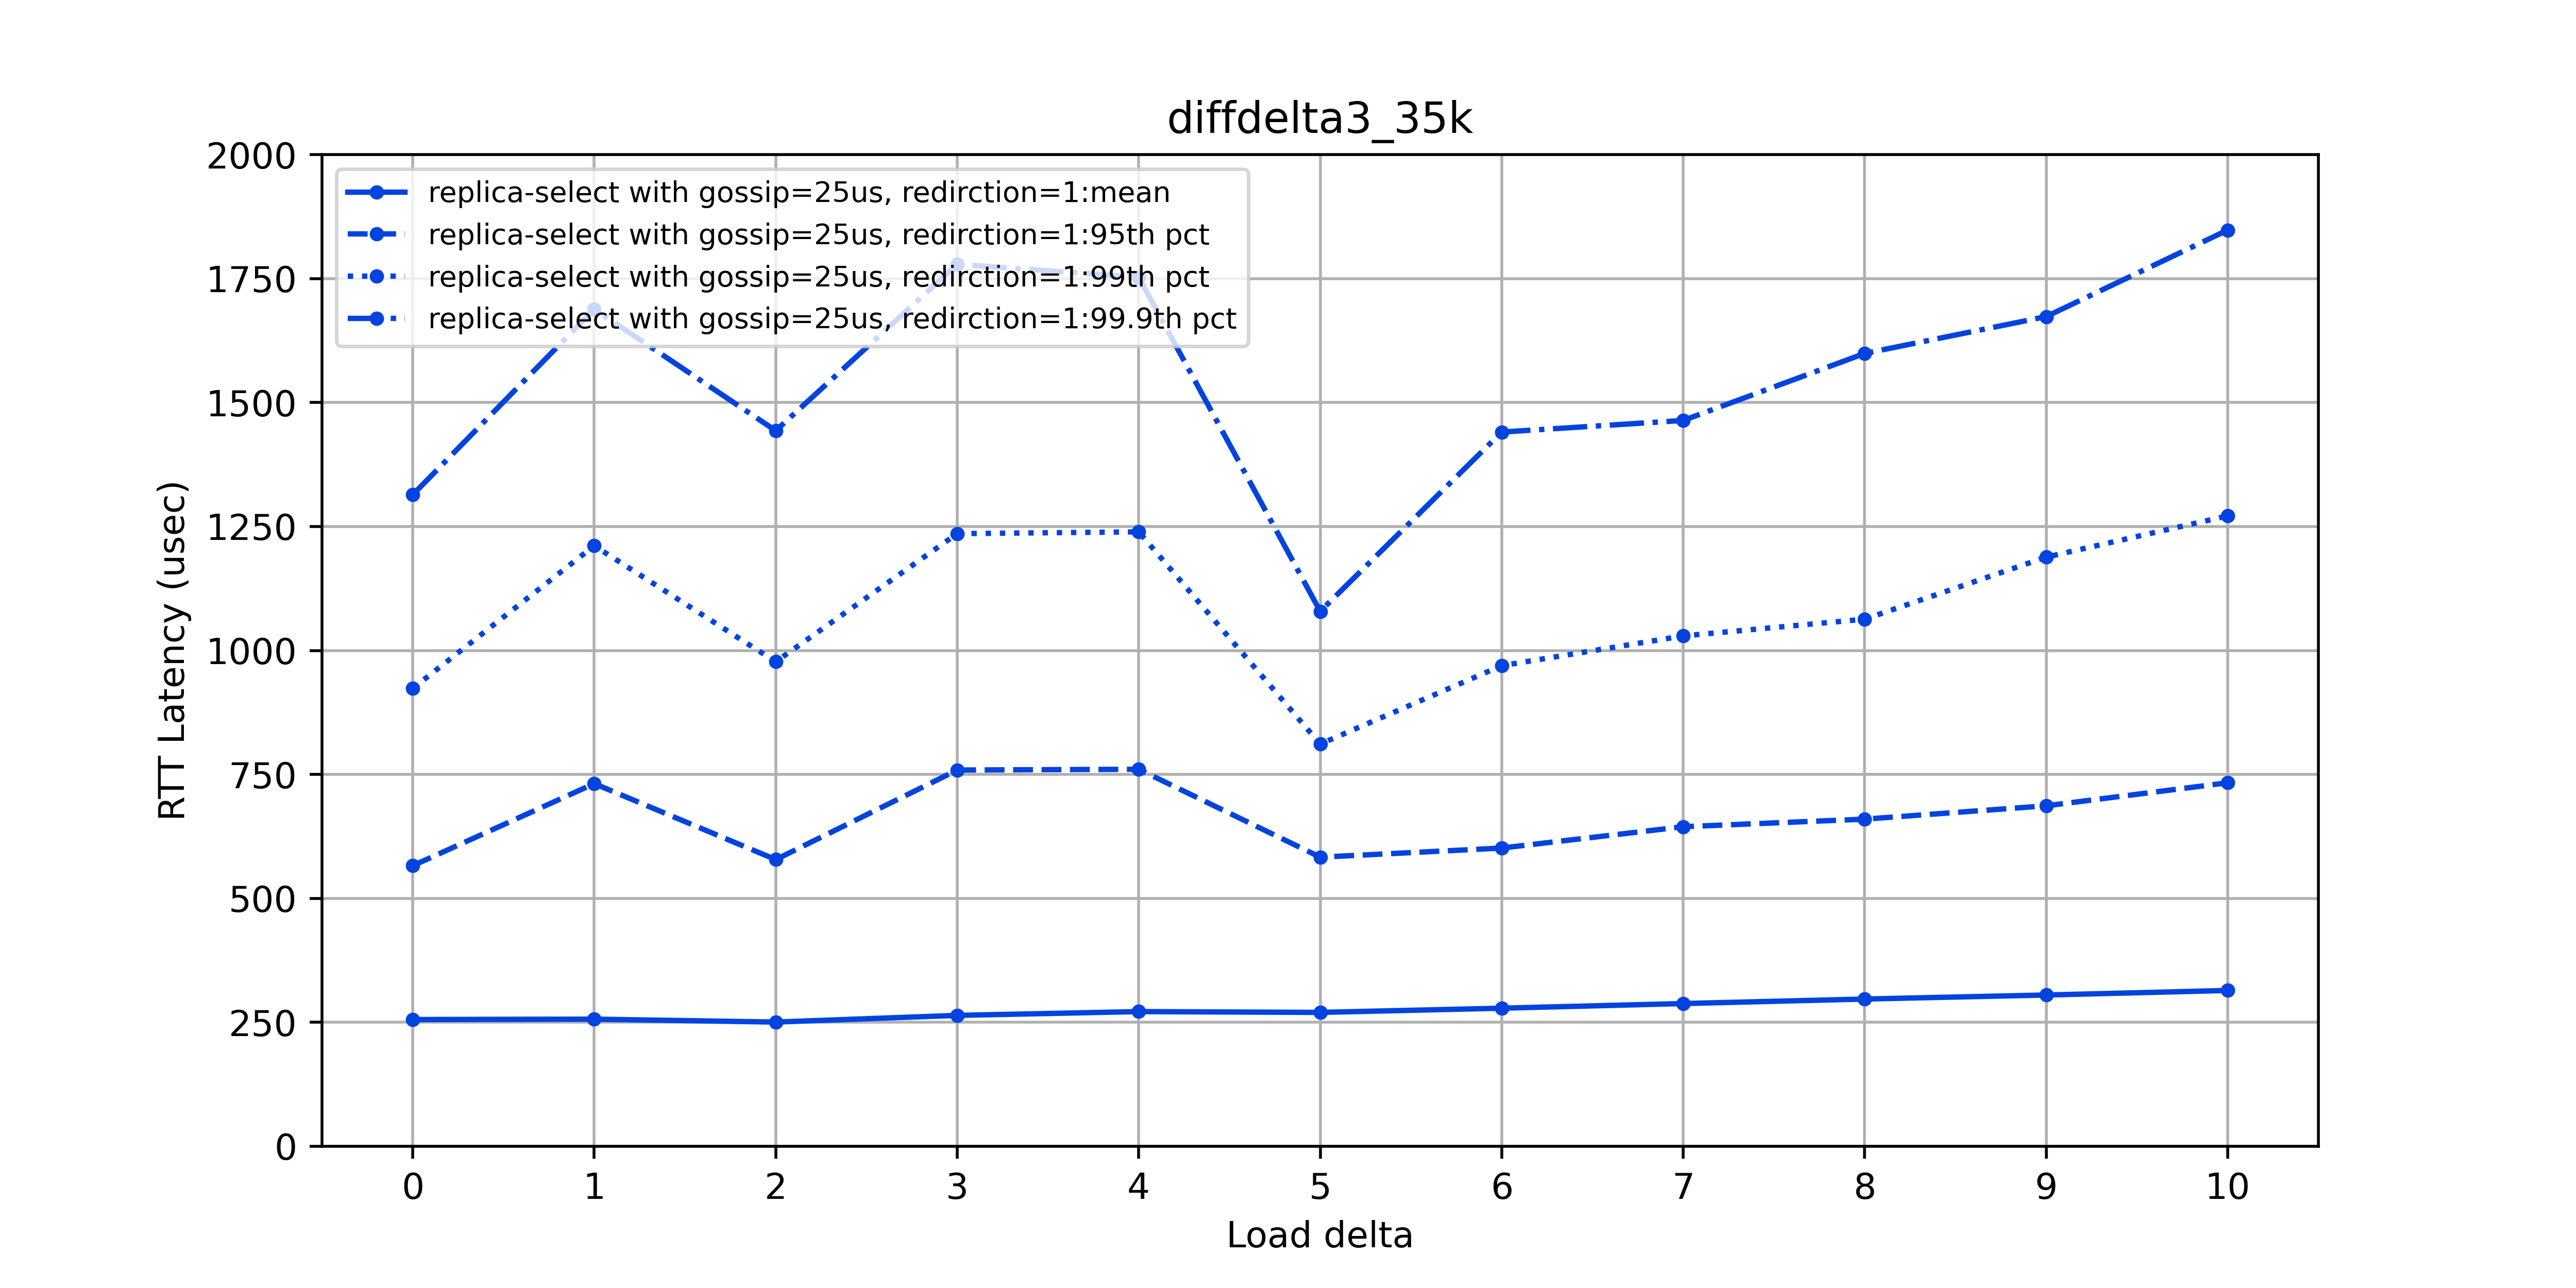 diffdelta3_35k
2000
1750
1500
1250
1000
750
500
250
0
RTT Latency (usec)
replica-select with gossip=25us, redirction=1:mean
replica-select with gossip=25us, redirction=1:95th pct
replica-select with gossip=25us, redirction=1:99th pct
replica-select with gossip=25us, redirction=1:99.9th pct
0 1 2 3 4 5 6 7 8 9 10
Load delta